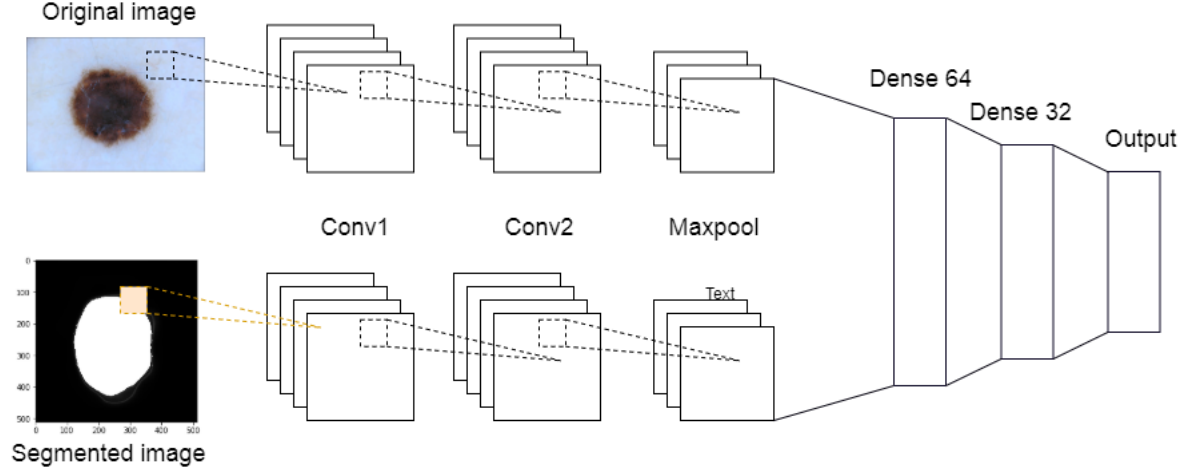 Original image
Dense 64
Dense 32
Output
Conv1
Conv2
Maxpool
Text
0
100
200
300
400
500
0
100
200
300
400
500
Segmented image